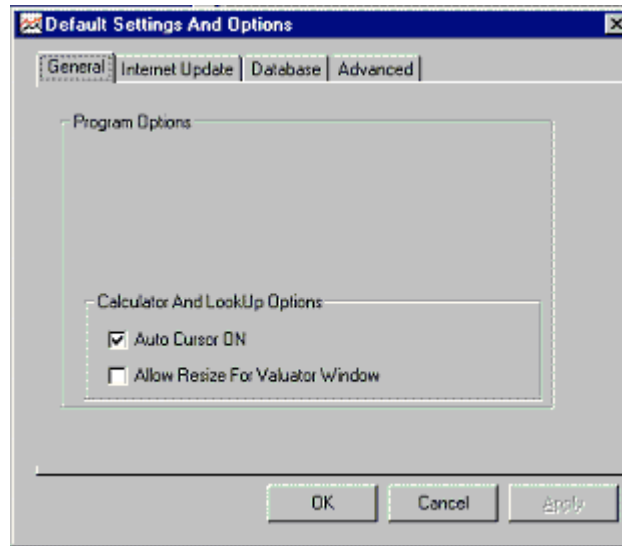 Default Settings And Options
General Internet Update Database Advanced
Program Options
Calculator And LookUp Options
Auto Cursor ON
Allow Resize For Valuator Window
OK Cancel Apply